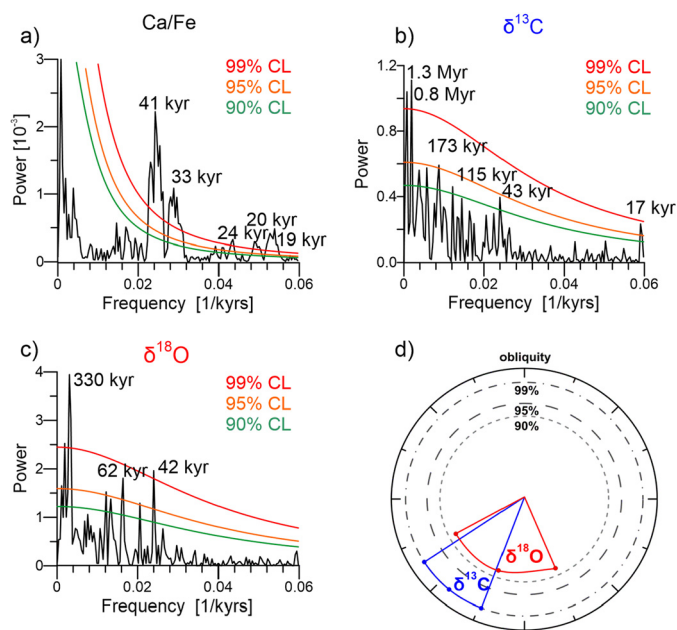 a) Ca/Fe
99% CL
95% CL
90% CL
41 kyr
33 kyr
24 kyr
20 kyr
19 kyr
Power [10⁻³]
3
2
1
0
0 0.02 0.04 0.06
Frequency [1/kyrs]
b) δ¹³C
99% CL
95% CL
90% CL
1.3 Myr
0.8 Myr
173 kyr
115 kyr
43 kyr
17 kyr
Power
1.2
0.9
0.6
0.4
0.0
0 0.02 0.04 0.06
Frequency [1/kyrs]
c) δ¹⁸O
99% CL
95% CL
90% CL
330 kyr
62 kyr
42 kyr
Power
4
3
2
1
0
0 0.02 0.04 0.06
Frequency [1/kyrs]
d)
obliquity
99%
95%
90%
δ¹⁸O
δ¹³C